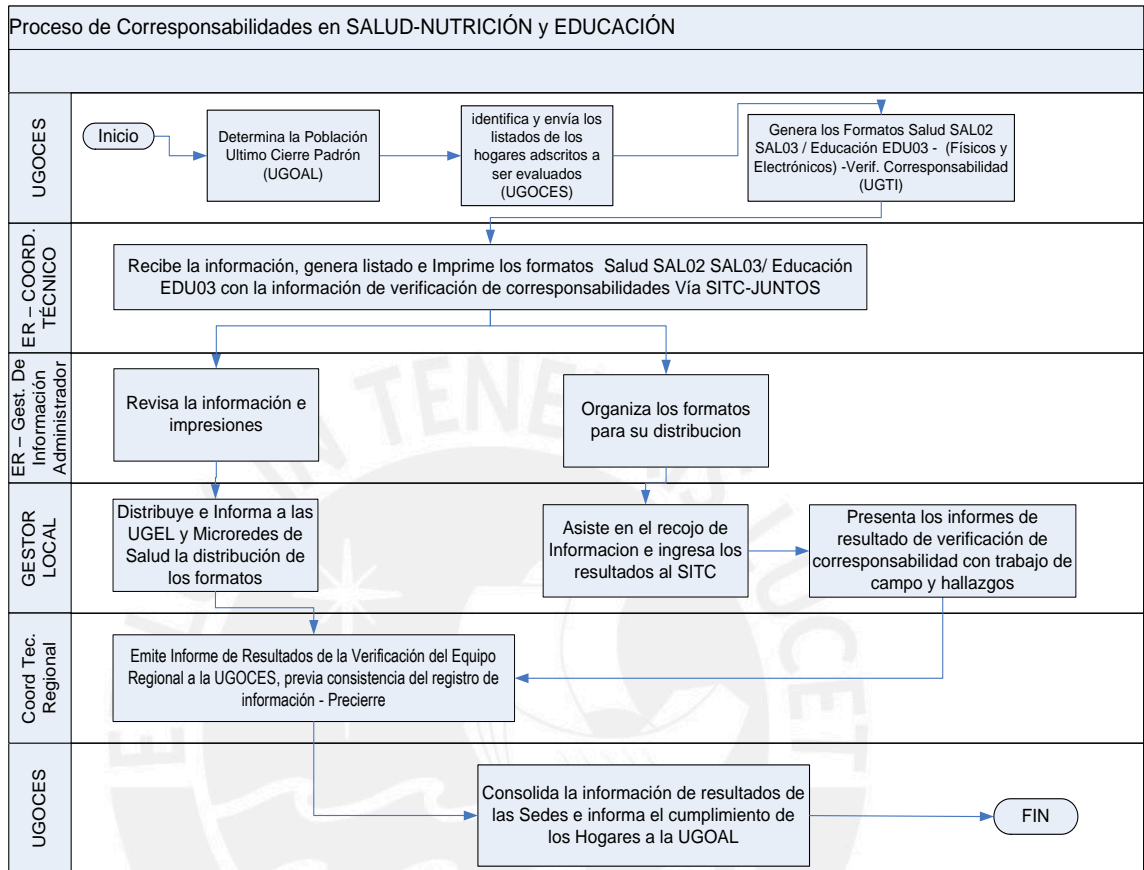 Proceso de Corresponsabilidades en SALUD-NUTRICIÓN y EDUCACIÓN
UGOCES
Inicio
Determina la Población
Ultimo Cierre Padrón
(UGOAL)
identifica y envía los
listados de los
hogares adscritos a
ser evaluados
(UGOCES)
Genera los Formatos Salud SAL02
SAL03 / Educación EDU03 - (Físicos y
Electrónicos) -Verif. Corresponsabilidad
(UGTI)
ER – COORD.
TÉCNICO
Recibe la información, genera listado e Imprime los formatos Salud SAL02 SAL03/ Educación
EDU03 con la información de verificación de corresponsabilidades Vía SITC-JUNTOS
ER – Gest. De
Información
Administrador
Revisa la información e
impresiones
Organiza los formatos
para su distribucion
GESTOR
LOCAL
Distribuye e Informa a las
UGEL y Microredes de
Salud la distribución de
los formatos
Asiste en el recojo de
Informacion e ingresa los
resultados al SITC
Presenta los informes de
resultado de verificación de
corresponsabilidad con trabajo de
campo y hallazgos
Coord Tec.
Regional
Emite Informe de Resultados de la Verificación del Equipo
Regional a la UGOCES, previa consistencia del registro de
información - Precierre
UGOCES
Consolida la información de resultados de
las Sedes e informa el cumplimiento de
los Hogares a la UGOAL
FIN